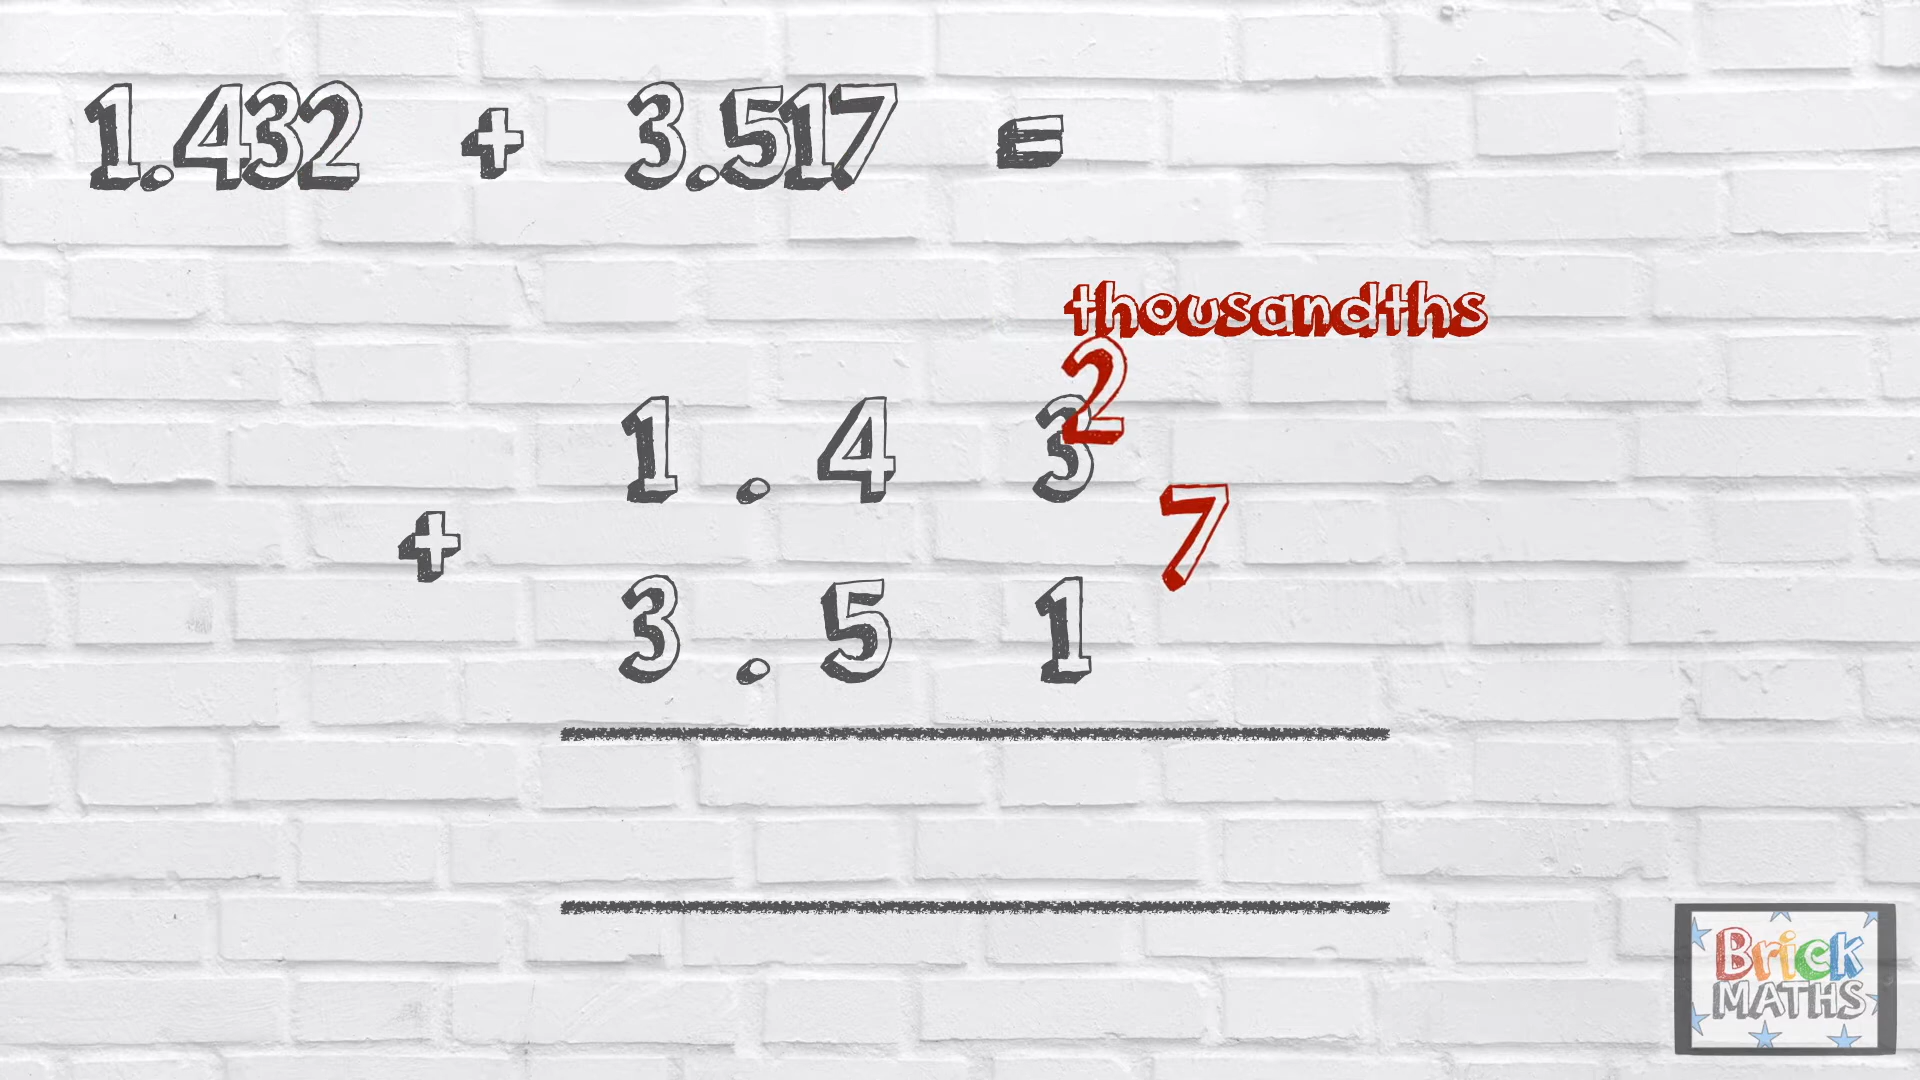 1.432 + 3.517 =
thousandths
2
1 . 4 3
7
+
3 . 5 1
Brick
MATHS